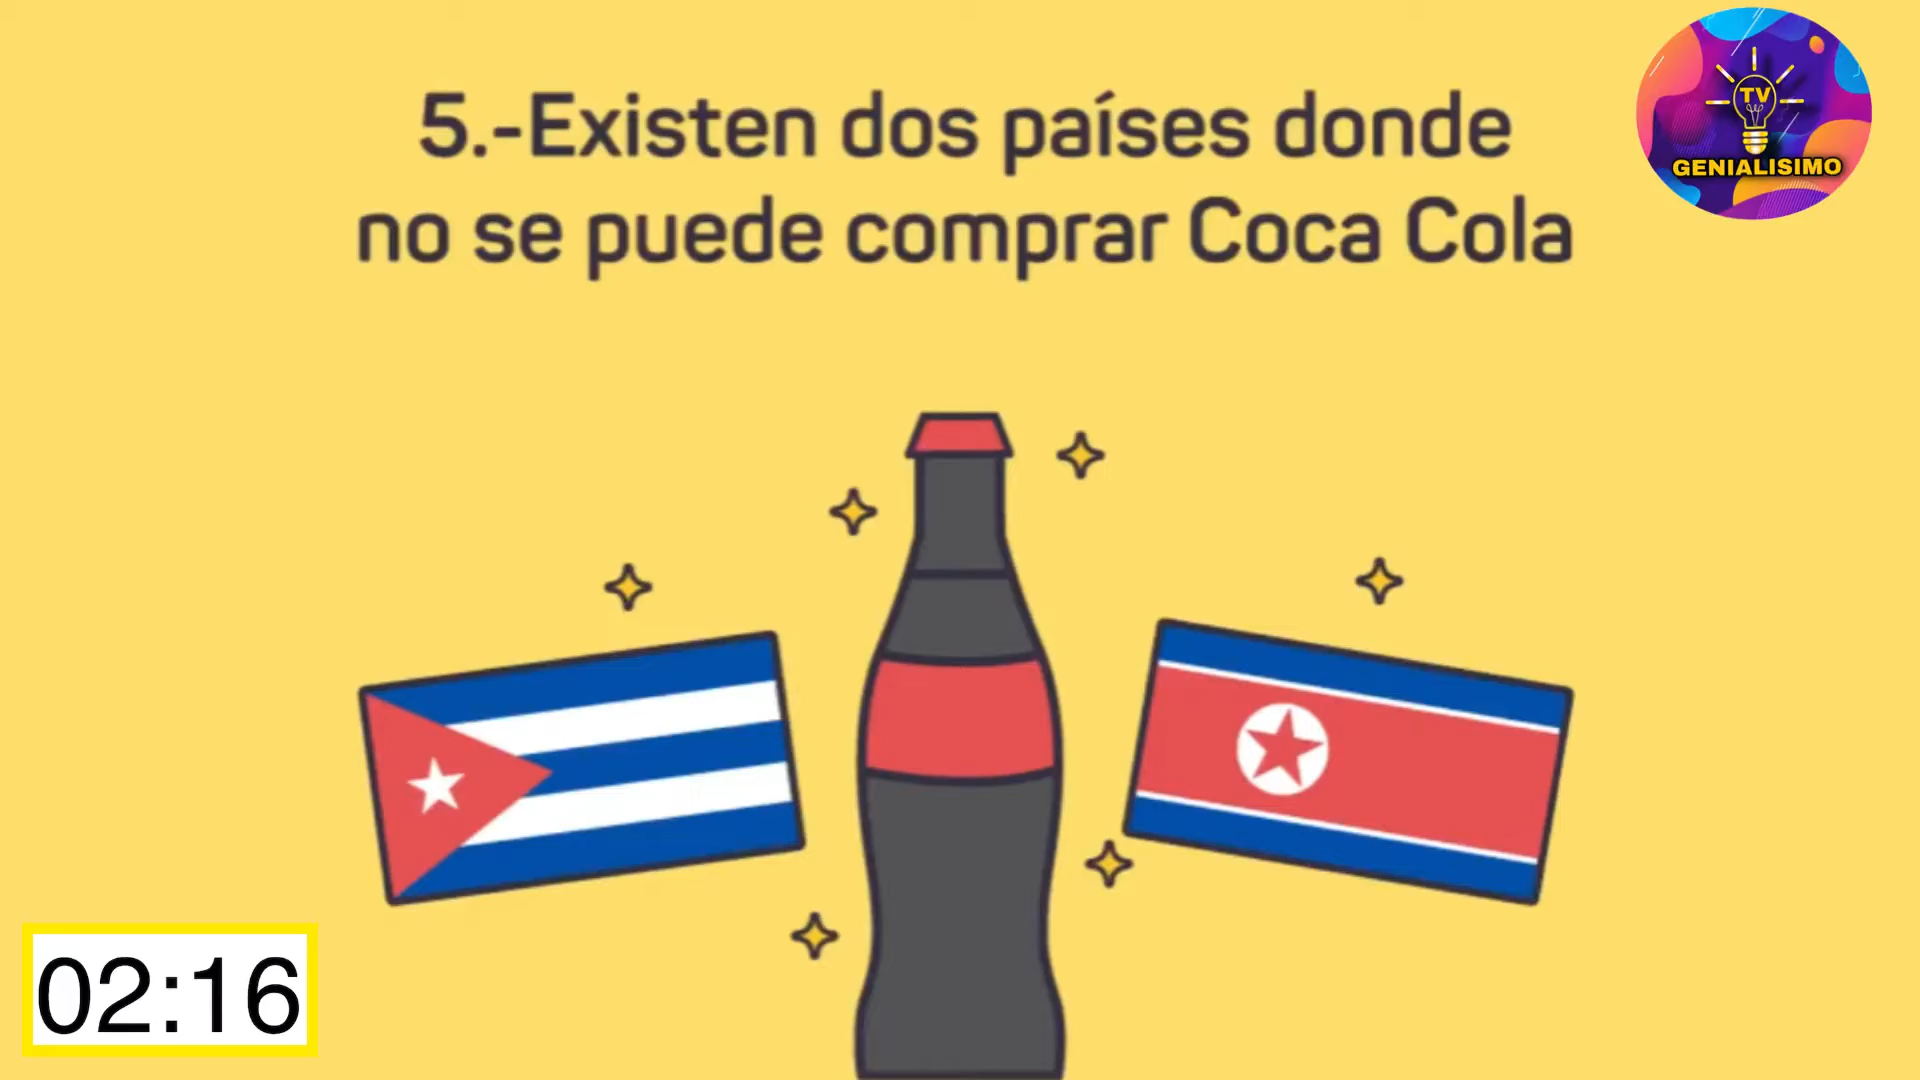 5.-Existen dos países donde
no se puede comprar Coca Cola
TV
GENIALISIMO
02:16